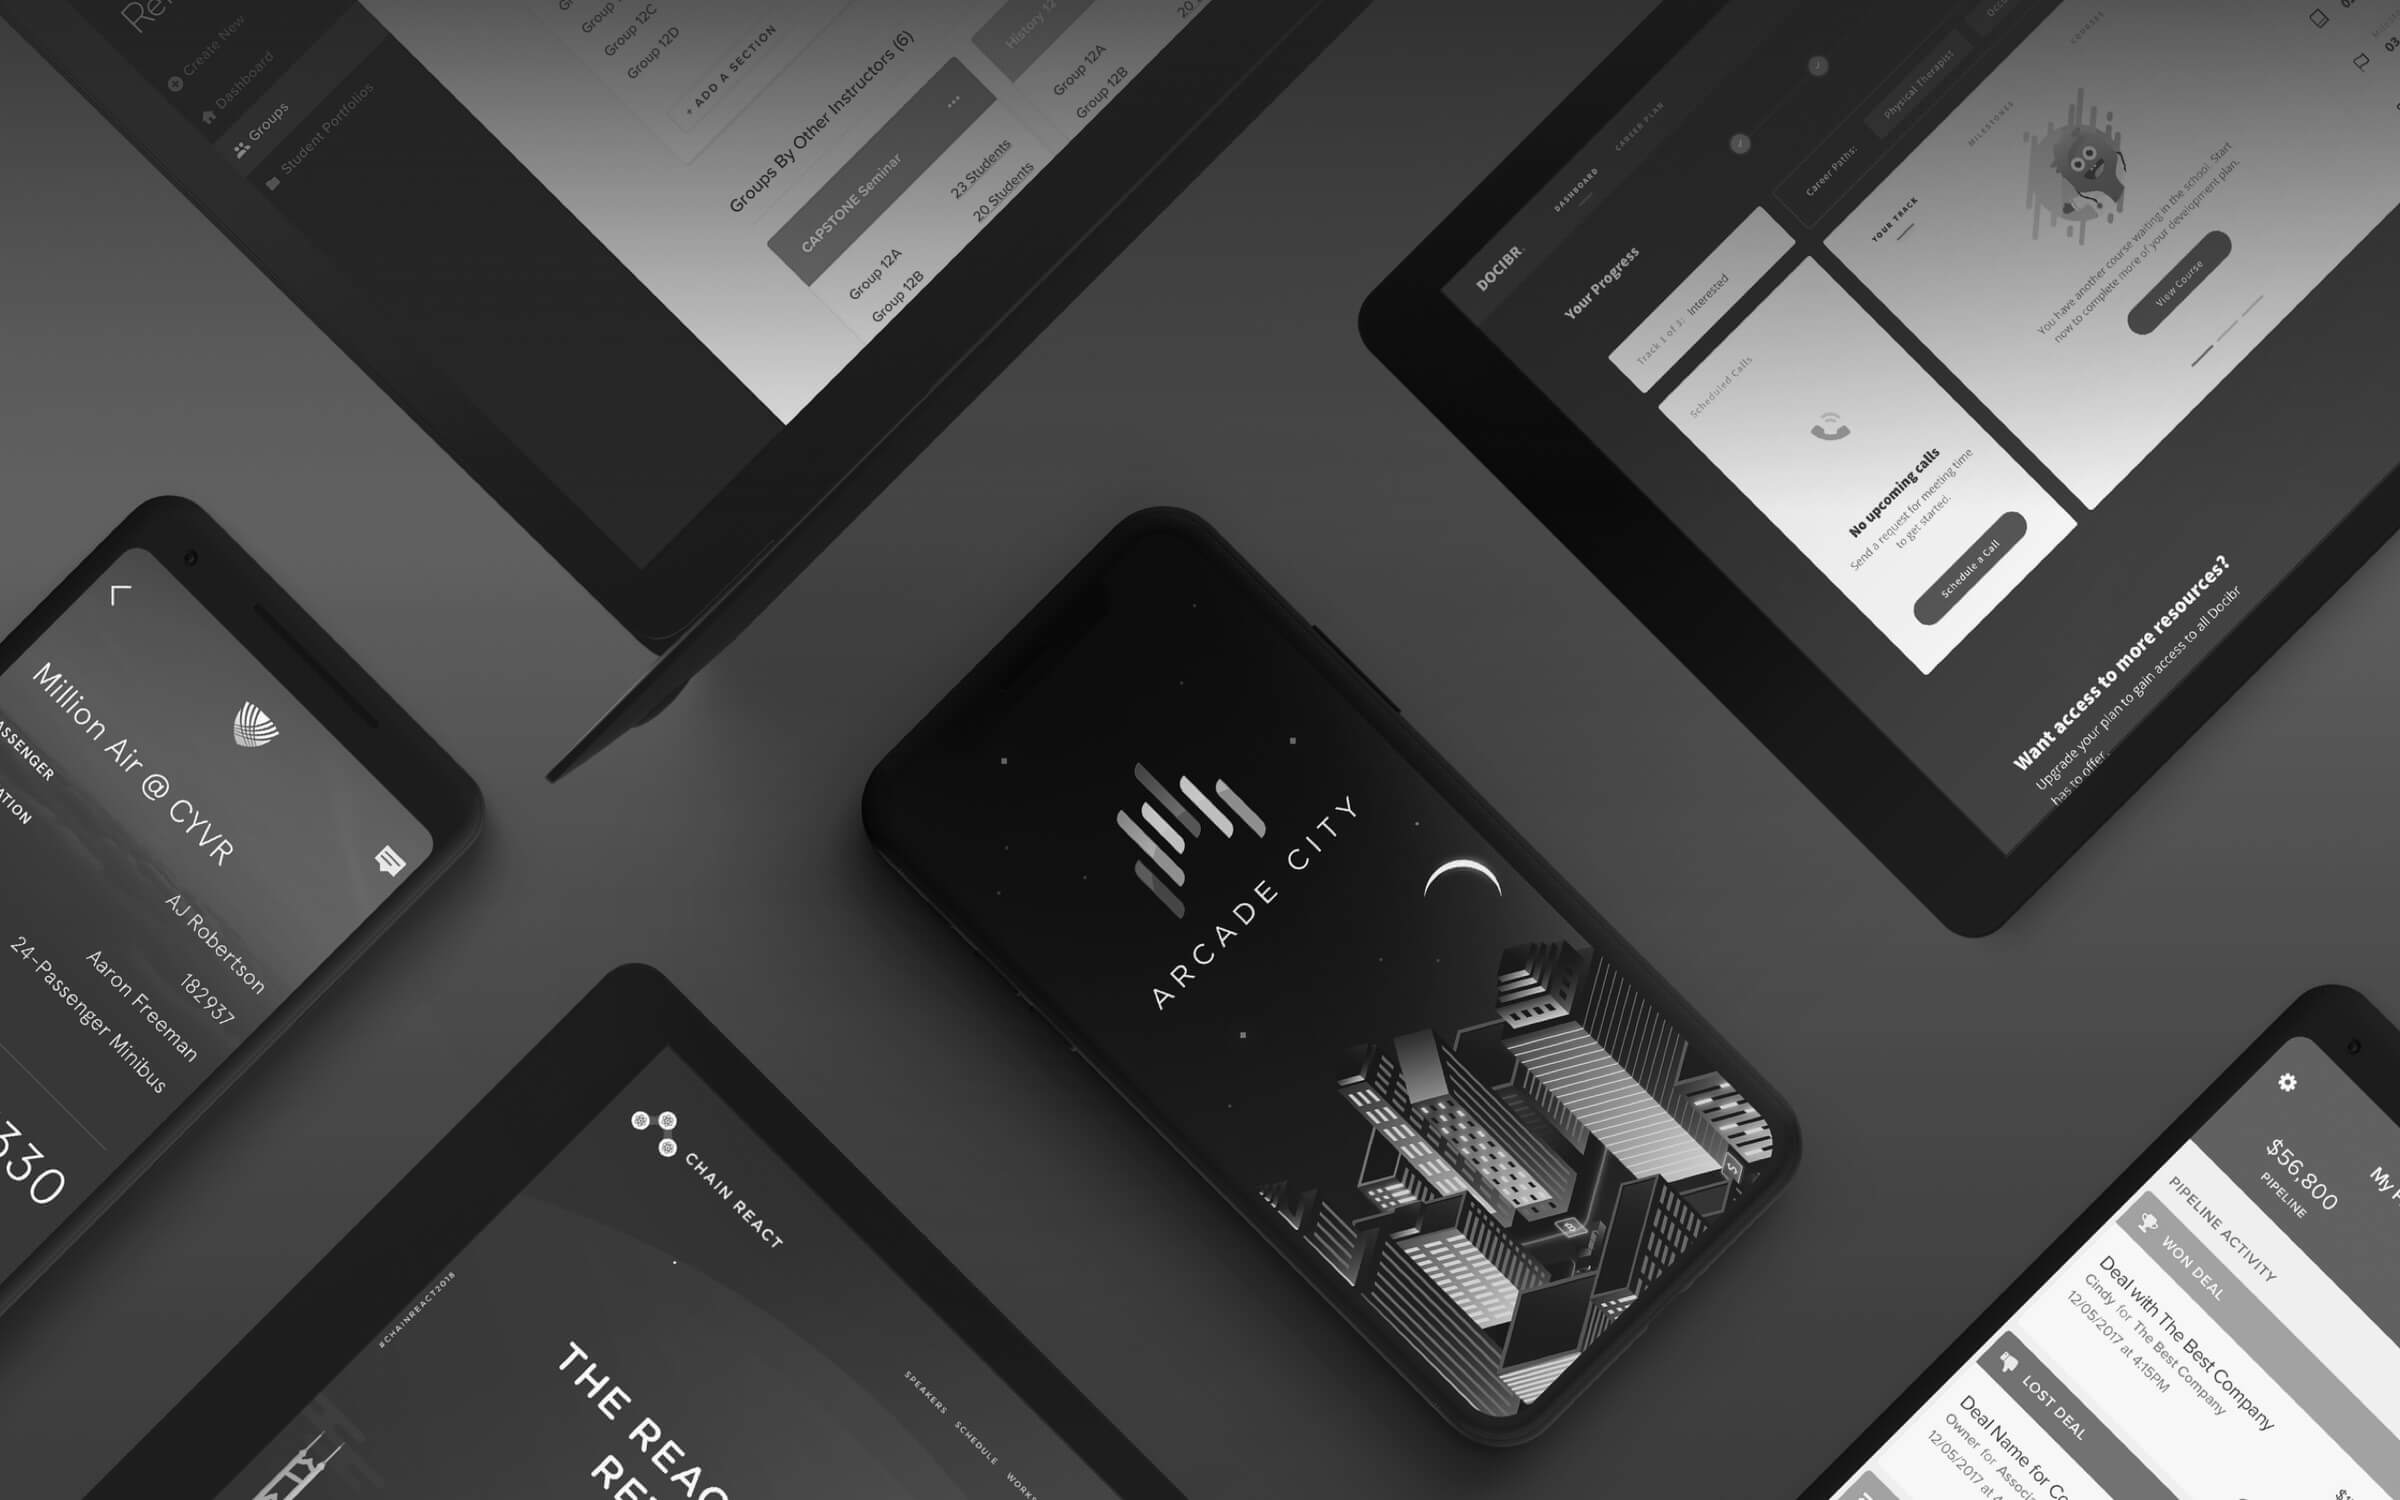 Create New
Dashboard
Groups
Student Portfolios
Group 12C
Group 12D
+ ADD A SECTION
Groups By Other Instructors (6)
CAPSTONE Seminar
•••
Group 12A
23 Students
Group 12B
20 Students
History 12
Group 12A
Group 12B
20
DOCIBR.
DASHBOARD
CAREER PLAN
COURSES
Your Progress
Track 1 of 3: Interested
Career Paths:
Physical Therapist
Scheduled Calls
No upcoming calls
Send a request for meeting time
to get started.
Schedule a Call
YOUR TRACK
MILESTONES
You have another course waiting in the school. Start
now to complete more of your development plan.
View Course
Want access to more resources?
Upgrade your plan to gain access to all Docibr
has to offer.
Million Air @ CYVR
AJ Robertson
182937
Aaron Freeman
24-Passenger Minibus
330
ARCADE CITY
CHAIN REACT
#CHAINREACT2018
SPEAKERS
SCHEDULE
THE REAC
$56,800
PIPELINE
My
PIPELINE ACTIVITY
WON DEAL
Deal with The Best Company
Cindy for The Best Company
12/05/2017 at 4:15PM
LOST DEAL
Deal Name for Co
Owner for Associa
12/05/2017 at 4